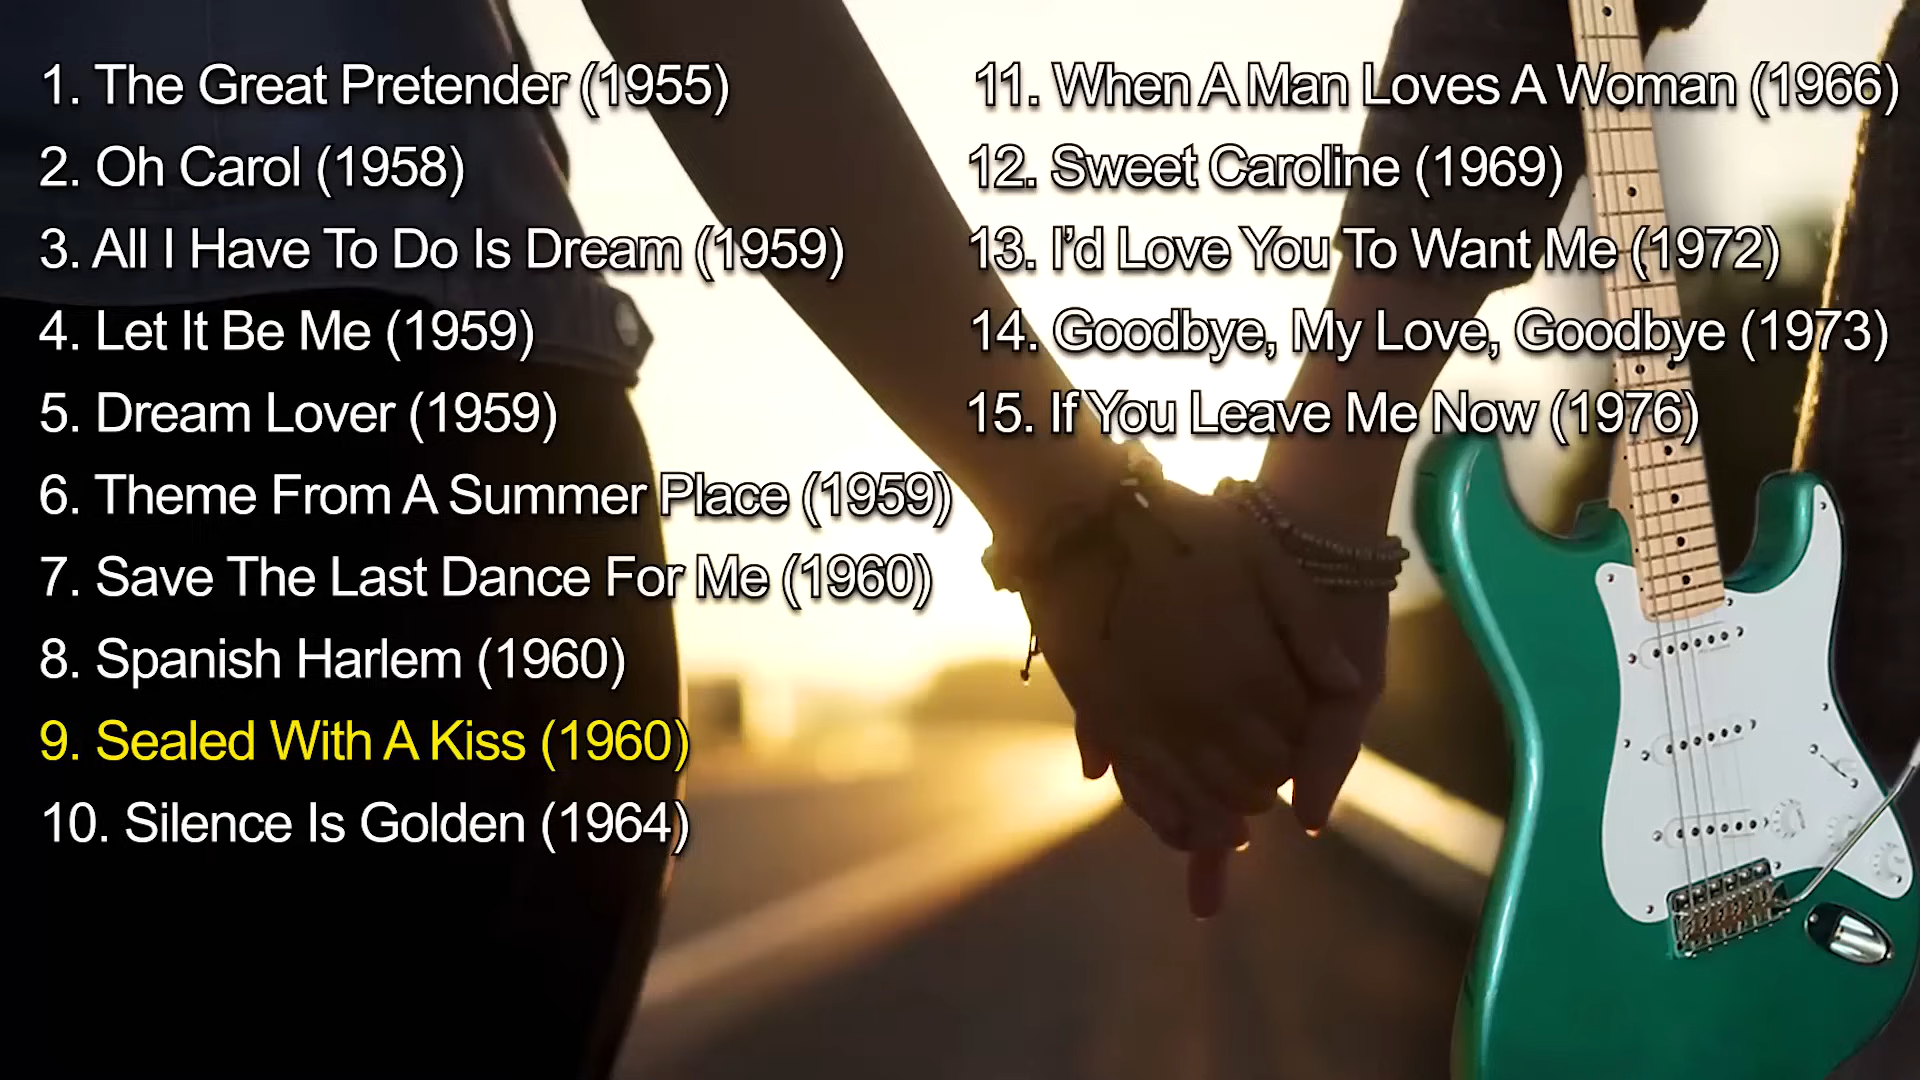 1. The Great Pretender (1955)
2. Oh Carol (1958)
3. All I Have To Do Is Dream (1959)
4. Let It Be Me (1959)
5. Dream Lover (1959)
6. Theme From A Summer Place (1959)
7. Save The Last Dance For Me (1960)
8. Spanish Harlem (1960)
9. Sealed With A Kiss (1960)
10. Silence Is Golden (1964)
11. When A Man Loves A Woman (1966)
12. Sweet Caroline (1969)
13. I’d Love You To Want Me (1972)
14. Goodbye, My Love, Goodbye (1973)
15. If You Leave Me Now (1976)